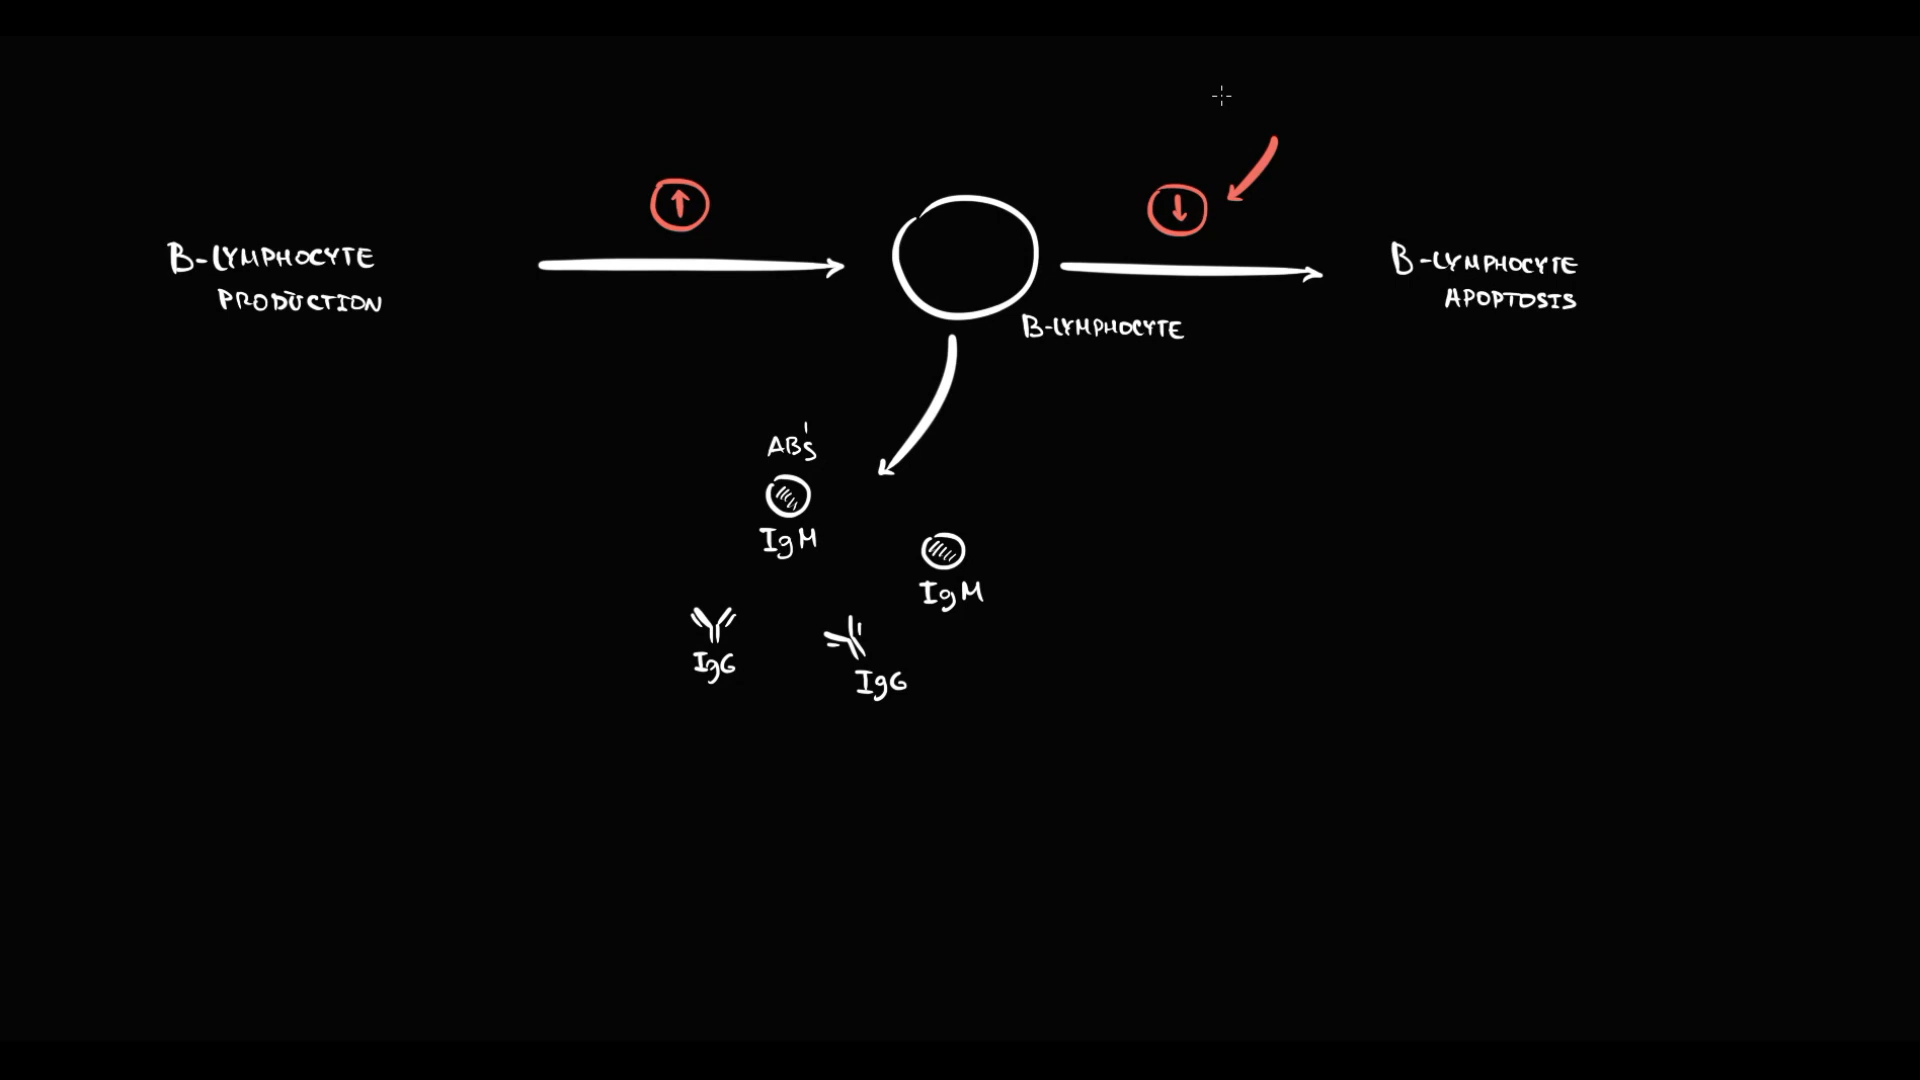 B-LYMPHOCYTE
PRODUCTION
B-LYMPHOCYTE
B-LYMPHOCYTE
APOPTOSIS
AB's
IgM
IgM
IgG
IgG